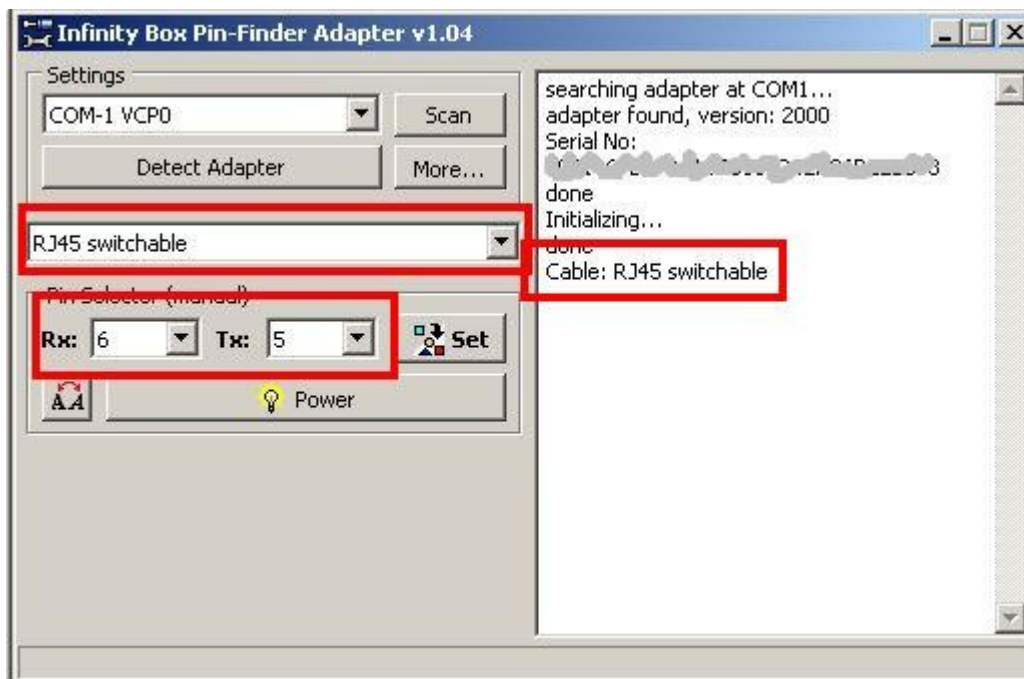 Infinity Box Pin-Finder Adapter v1.04
Settings
COM-1 VCP0
Scan
Detect Adapter
More...
RJ45 switchable
Pin Selector (manual)
Rx: 6 Tx: 5 Set
A A
Power
searching adapter at COM1...
adapter found, version: 2000
Serial No:
done
Initializing...
done
Cable: RJ45 switchable